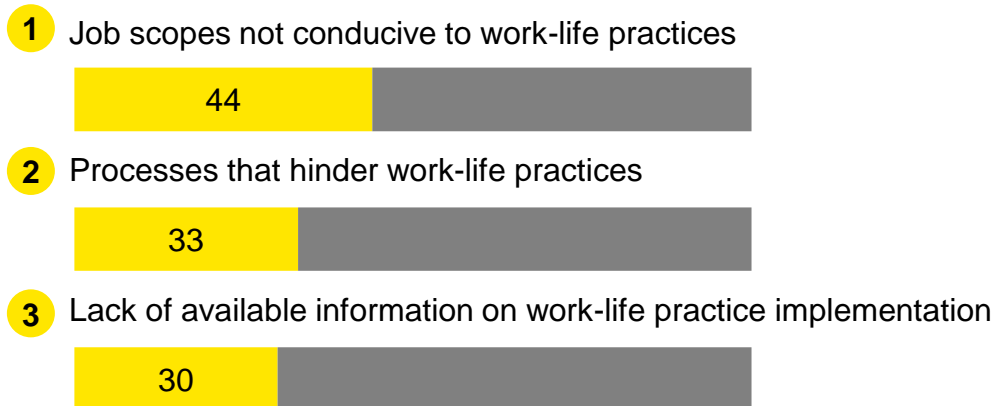 1 Job scopes not conducive to work-life practices
44
2 Processes that hinder work-life practices
33
3 Lack of available information on work-life practice implementation
30